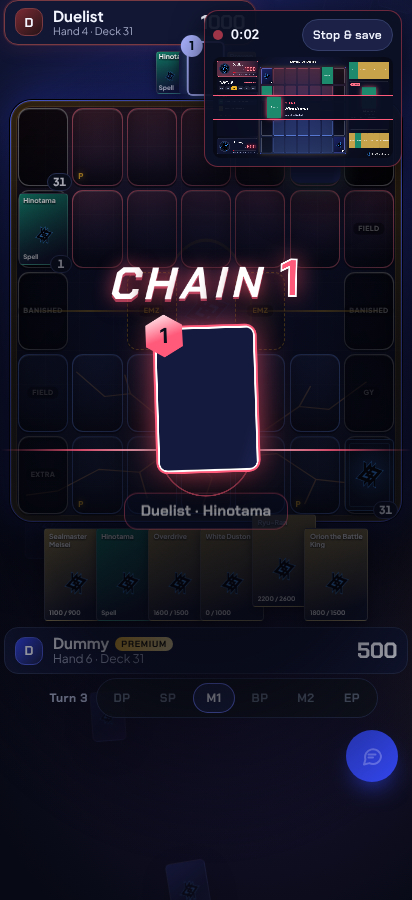 D
Duelist
Hand 4 · Deck 31
1
Spell
0:02
Stop & save
31
P
Hinotama
Spell
1
FIELD
BANISHED
EMZ
EMZ
BANISHED
CHAIN 1
1
FIELD
GY
EXTRA
P
P
31
Duelist · Hinotama
Sealmaster Meisei
1100 / 900
Hinotama
Spell
Overdrive
1600 / 1500
White Duston
0 / 1000
2200 / 2600
Orion the Battle King
1800 / 1500
D
Dummy
PREMIUM
Hand 6 · Deck 31
500
Turn 3
DP
SP
M1
BP
M2
EP